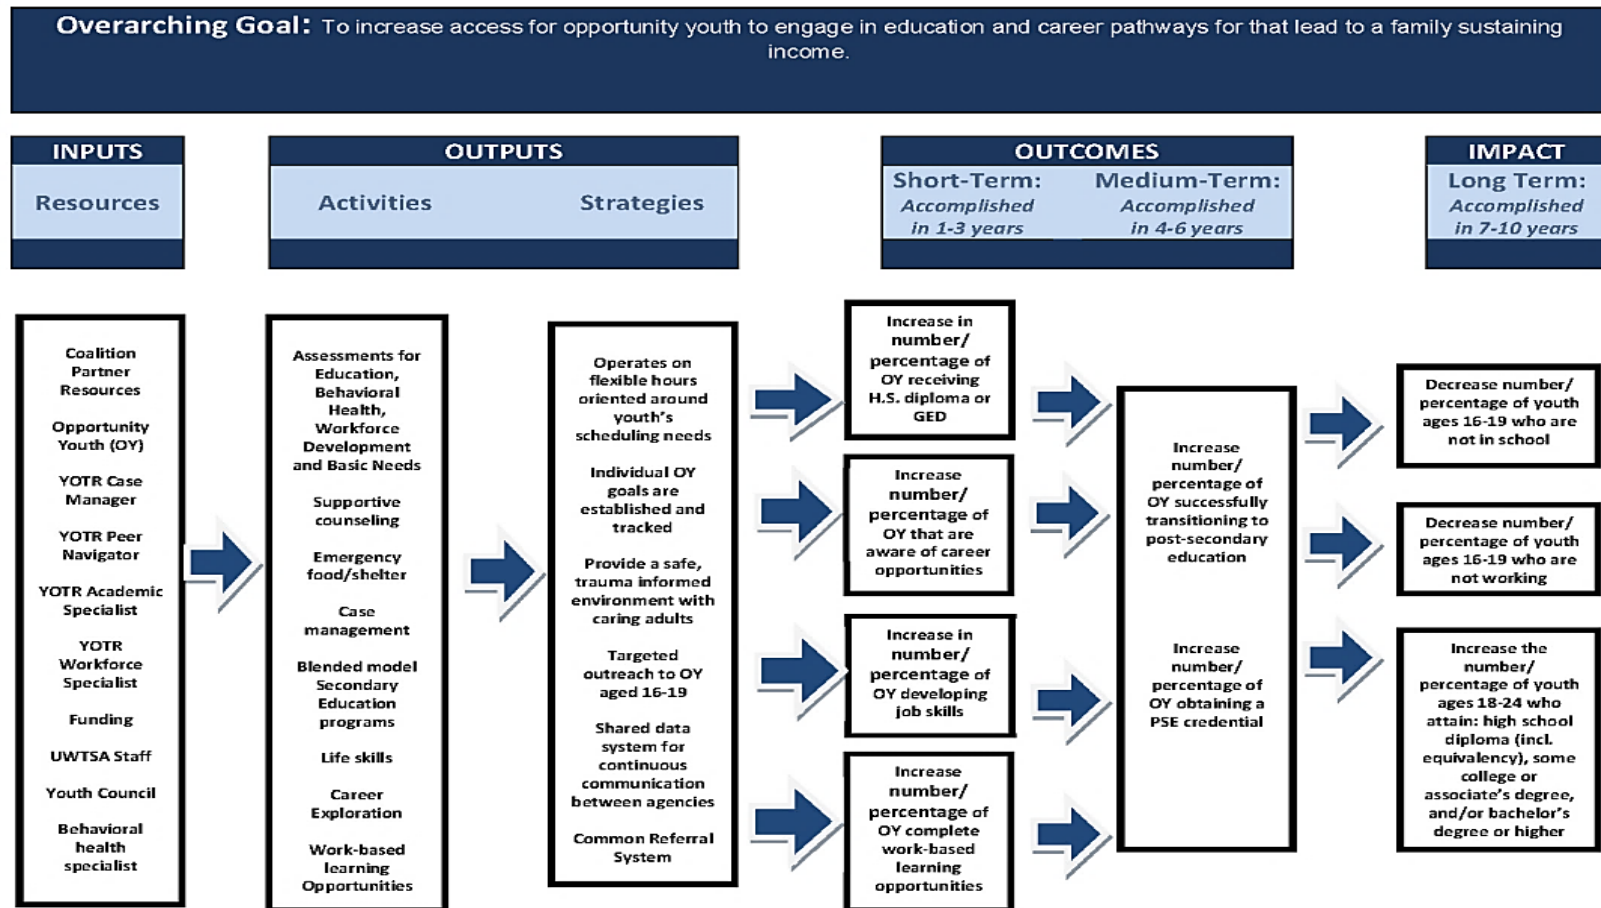 Overarching Goal: To increase access for opportunity youth to engage in education and career pathways for that lead to a family sustaining
income.
INPUTS
Resources
OUTPUTS
Activities
Strategies
OUTCOMES
Short-Term:
Accomplished
in 1-3 years
Medium-Term:
Accomplished
in 4-6 years
IMPACT
Long Term:
Accomplished
in 7-10 years
Coalition
Partner
Resources
Opportunity
Youth (OY)
YOTR Case
Manager
YOTR Peer
Navigator
YOTR Academic
Specialist
YOTR
Workforce
Specialist
Funding
UWTSA Staff
Youth Council
Behavioral
health
specialist
Assessments for
Education,
Behavioral
Health,
Workforce
Development
and Basic Needs
Supportive
counseling
Emergency
food/shelter
Case
management
Blended model
Secondary
Education
programs
Life skills
Career
Exploration
Work-based
learning
Opportunities
Operates on
flexible hours
oriented around
youth's
scheduling needs
Individual OY
goals are
established and
tracked
Provide a safe,
trauma informed
environment with
caring adults
Targeted
outreach to OY
aged 16-19
Shared data
system for
continuous
communication
between agencies
Common Referral
System
Increase in
number/
percentage of
OY receiving
H.S. diploma or
GED
Increase
number/
percentage of
OY that are
aware of career
opportunities
Increase in
number/
percentage of
OY developing
job skills
Increase
number/
percentage of
OY complete
work-based
learning
opportunities
Increase
number/
percentage of
OY successfully
transitioning to
post-secondary
education
Increase
number/
percentage of
OY obtaining a
PSE credential
Decrease number/
percentage of youth
ages 16-19 who are
not in school
Decrease number/
percentage of youth
ages 16-19 who are
not working
Increase the
number/
percentage of youth
ages 18-24 who
attain: high school
diploma (incl.
equivalency), some
college or
associate's degree,
and/or bachelor's
degree or higher